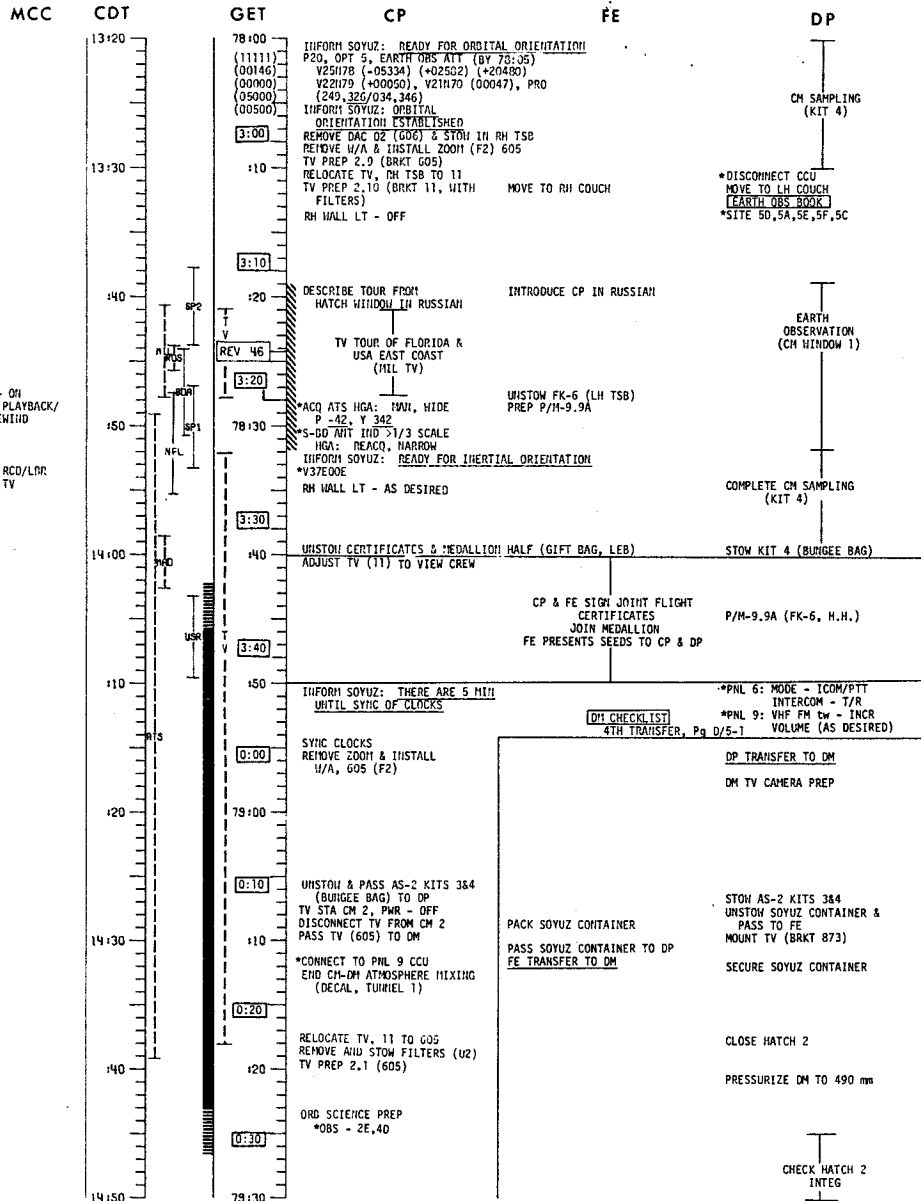 MCC CDT GET CP FE DP
13:20 78:00
INFORM SOYUZ: READY FOR ORBITAL ORIENTATION
(11111) P20, OPT 5, EARTH OBS ATT (BY 78:05)
(00146) V25N78 (-05334) (+02502) (+20480)
(00000) V22N79 (+00050), V21N70 (00047), PRO
(05000) (249,326/034,346)
(00500) INFORM SOYUZ: ORBITAL
ORIENTATION ESTABLISHED
CM SAMPLING
(KIT 4)
3:00 REMOVE DAC 02 (G06) & STOW IN RH TSB
REMOVE W/A & INSTALL ZOOM (F2) 605
TV PREP 2.9 (BRKT 605)
13:30 :10
RELOCATE TV, RH TSB TO 11
TV PREP 2.10 (BRKT 11, WITH
FILTERS)
RH WALL LT - OFF
MOVE TO RH COUCH
*DISCONNECT CCU
MOVE TO LH COUCH
EARTH OBS BOOK
*SITE 5D,5A,5E,5F,5C
3:10
:40 :20
DESCRIBE TOUR FROM
HATCH WINDOW IN RUSSIAN
INTRODUCE CP IN RUSSIAN
SP2
TV
EARTH
OBSERVATION
(CM WINDOW 1)
REV 46
TV TOUR OF FLORIDA &
USA EAST COAST
(MIL TV)
MIL
ROS
BDA
3:20
UNSTOW FK-6 (LH TSB)
PREP P/M-9.9A
- ON
PLAYBACK/
EWIND
*ACQ ATS HGA: MAN, WIDE
P -42, Y 342
:50 SP1 78:30
*S-BD ANT IND >1/3 SCALE
HGA: REACQ, NARROW
NFL
RCD/LBR
TV
INFORM SOYUZ: READY FOR INERTIAL ORIENTATION
*V37E00E
RH WALL LT - AS DESIRED
COMPLETE CM SAMPLING
(KIT 4)
3:30
14:00 :40
UNSTOW CERTIFICATES & MEDALLION HALF (GIFT BAG, LEB)
STOW KIT 4 (BUNGEE BAG)
MAD
ADJUST TV (11) TO VIEW CREW
CP & FE SIGN JOINT FLIGHT
CERTIFICATES
JOIN MEDALLION
FE PRESENTS SEEDS TO CP & DP
P/M-9.9A (FK-6, H.H.)
USR
TV
3:40
:10 :50
INFORM SOYUZ: THERE ARE 5 MIN
UNTIL SYNC OF CLOCKS
*PNL 6: MODE - ICOM/PTT
INTERCOM - T/R
*PNL 9: VHF FM tw - INCR
VOLUME (AS DESIRED)
DM CHECKLIST
4TH TRANSFER, Pg D/5-1
ATS
0:00
SYNC CLOCKS
REMOVE ZOOM & INSTALL
W/A, 605 (F2)
DP TRANSFER TO DM
DM TV CAMERA PREP
:20 79:00
0:10
UNSTOW & PASS AS-2 KITS 3&4
(BUNGEE BAG) TO DP
TV STA CM 2, PWR - OFF
DISCONNECT TV FROM CM 2
PASS TV (605) TO DM
PACK SOYUZ CONTAINER
PASS SOYUZ CONTAINER TO DP
FE TRANSFER TO DM
STOW AS-2 KITS 3&4
UNSTOW SOYUZ CONTAINER &
PASS TO FE
MOUNT TV (BRKT 873)
SECURE SOYUZ CONTAINER
14:30 :10
*CONNECT TO PNL 9 CCU
END CM-DM ATMOSPHERE MIXING
(DECAL, TUNNEL 1)
0:20
RELOCATE TV, 11 TO 605
REMOVE AND STOW FILTERS (U2)
TV PREP 2.1 (605)
CLOSE HATCH 2
:40 :20
PRESSURIZE DM TO 490 mm
ORD SCIENCE PREP
*OBS - 2E,4D
0:30
CHECK HATCH 2
INTEG
14:50 79:30